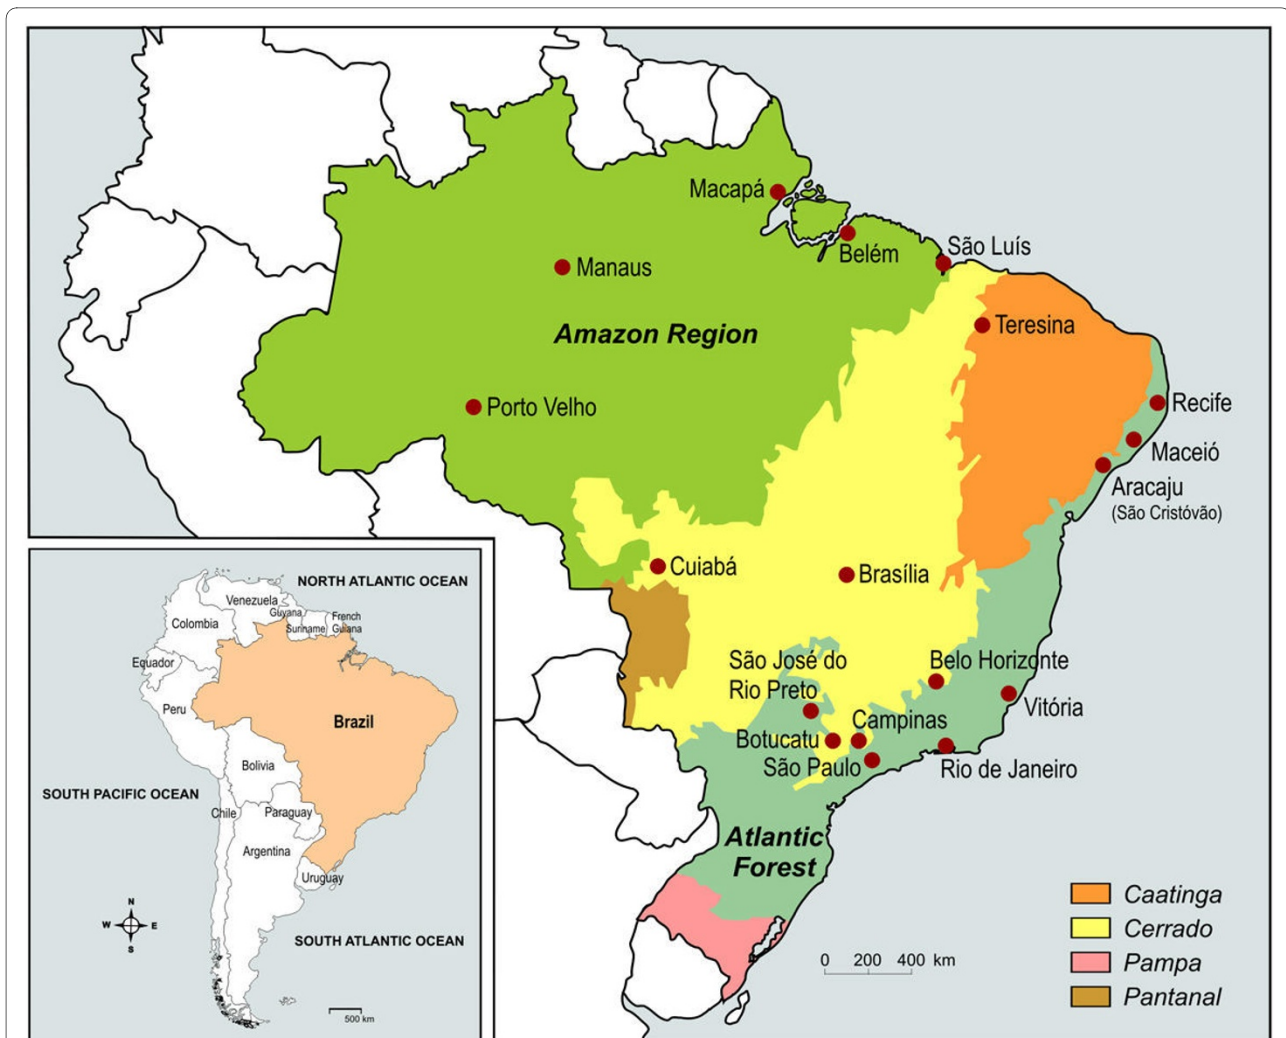 Macapá
Belém
São Luís
Manaus
Teresina
Amazon Region
Porto Velho
Recife
Maceió
Aracaju
(São Cristóvão)
Cuiabá
Brasília
São José do
Rio Preto
Belo Horizonte
Vitória
Campinas
Botucatu
São Paulo
Rio de Janeiro
Atlantic
Forest
Caatinga
Cerrado
Pampa
Pantanal
0 200 400 km
NORTH ATLANTIC OCEAN
Venezuela
Guyana
French
Guiana
Suriname
Colombia
Equador
Peru
Brazil
Bolivia
SOUTH PACIFIC OCEAN
Chile
Paraguay
Argentina
Uruguay
N
W E
S
SOUTH ATLANTIC OCEAN
500 km